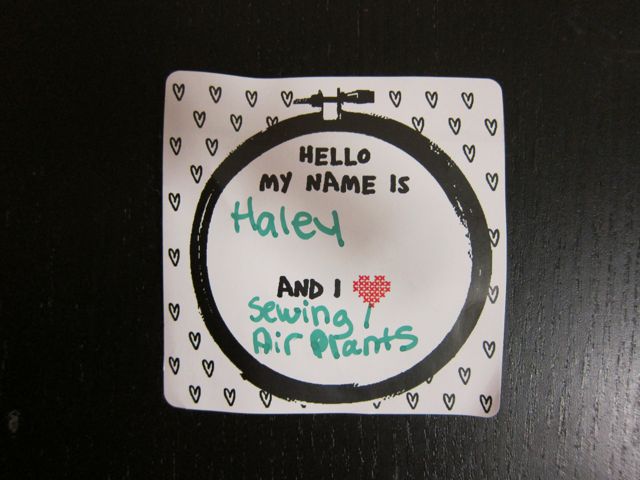 HELLO
MY NAME IS
Haley
AND I
Sewing /
Air Plants